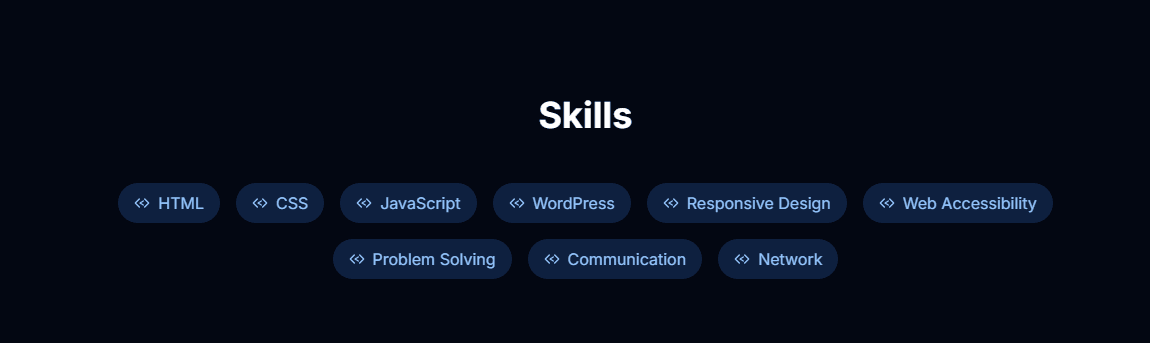 Skills
HTML CSS JavaScript WordPress Responsive Design Web Accessibility
Problem Solving Communication Network